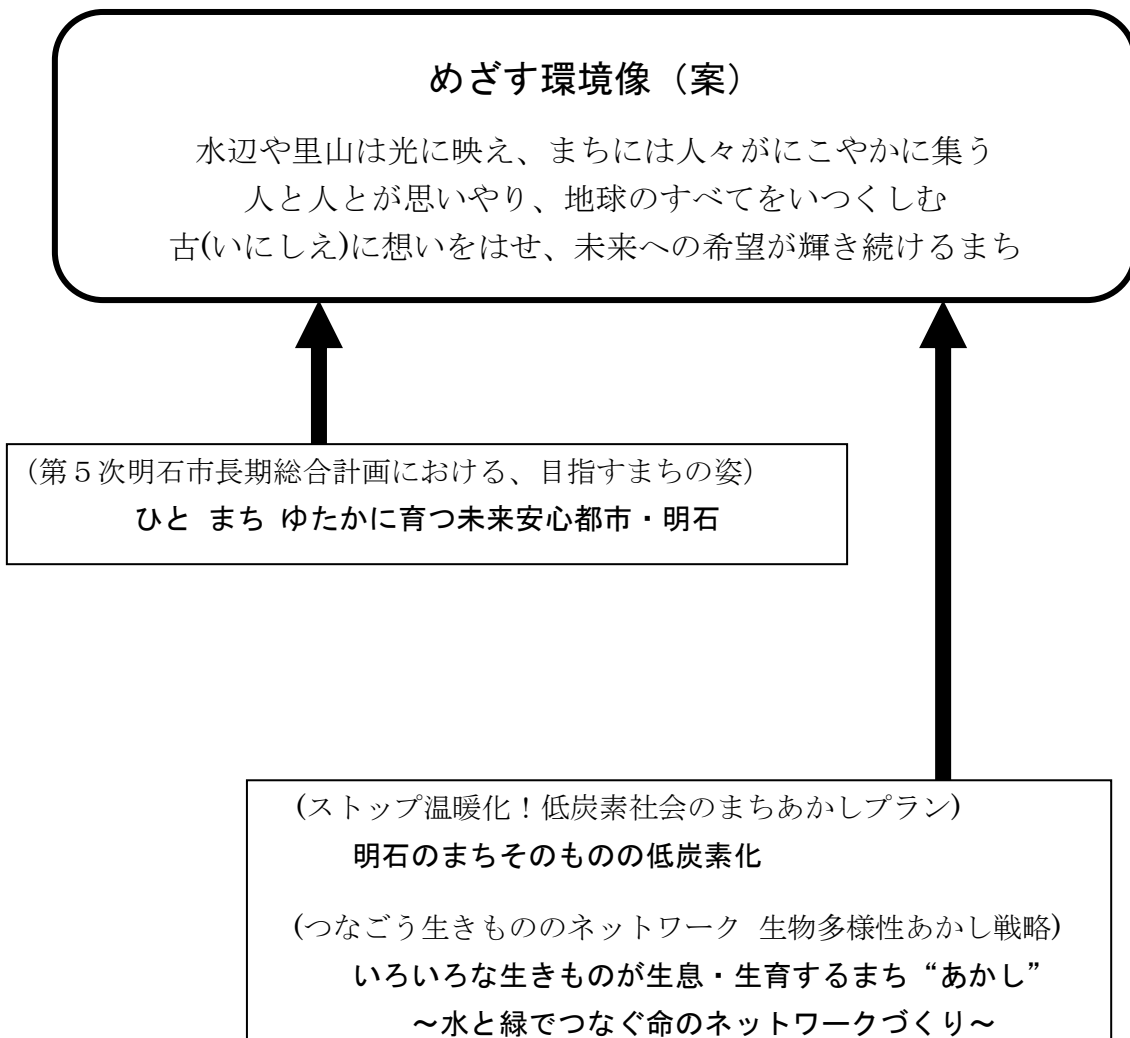 めざす環境像（案）
水辺や里山は光に映え、まちには人々がにこやかに集う
人と人とが思いやり、地球のすべてをいつくしむ
古(いにしえ)に想いをはせ、未来への希望が輝き続けるまち
(第５次明石市長期総合計画における、目指すまちの姿)
ひと まち ゆたかに育つ未来安心都市・明石
(ストップ温暖化！低炭素社会のまちあかしプラン)
明石のまちそのものの低炭素化
(つなごう生きもののネットワーク 生物多様性あかし戦略)
いろいろな生きものが生息・生育するまち“あかし”
～水と緑でつなぐ命のネットワークづくり～